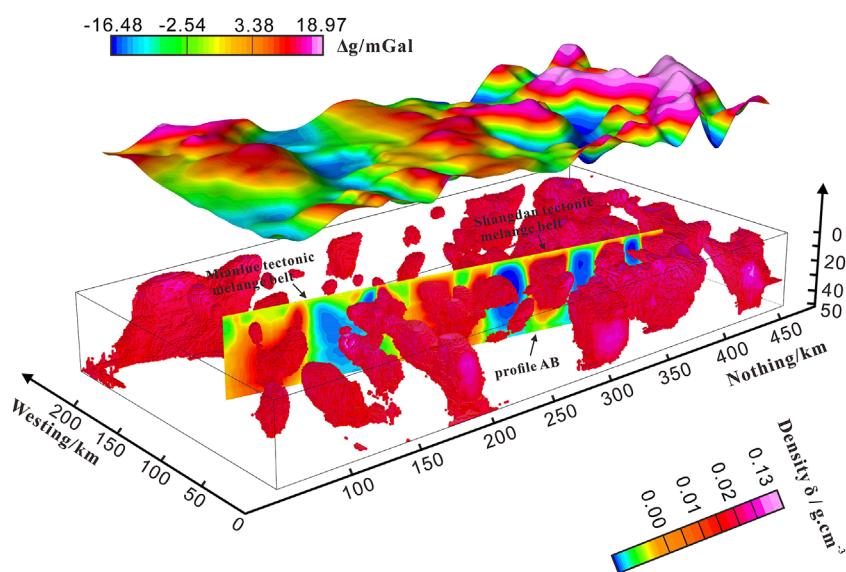 -16.48 -2.54 3.38 18.97
Δg/mGal
Shangdan tectonic
melange belt
Mianlue tectonic
melange belt
profile AB
0
20
40
50
450
400
350
300
250
200
150
100
Nothing/km
200
150
100
50
0
Westing/km
0.00 0.01 0.02 0.13
Density δ / g.cm-3